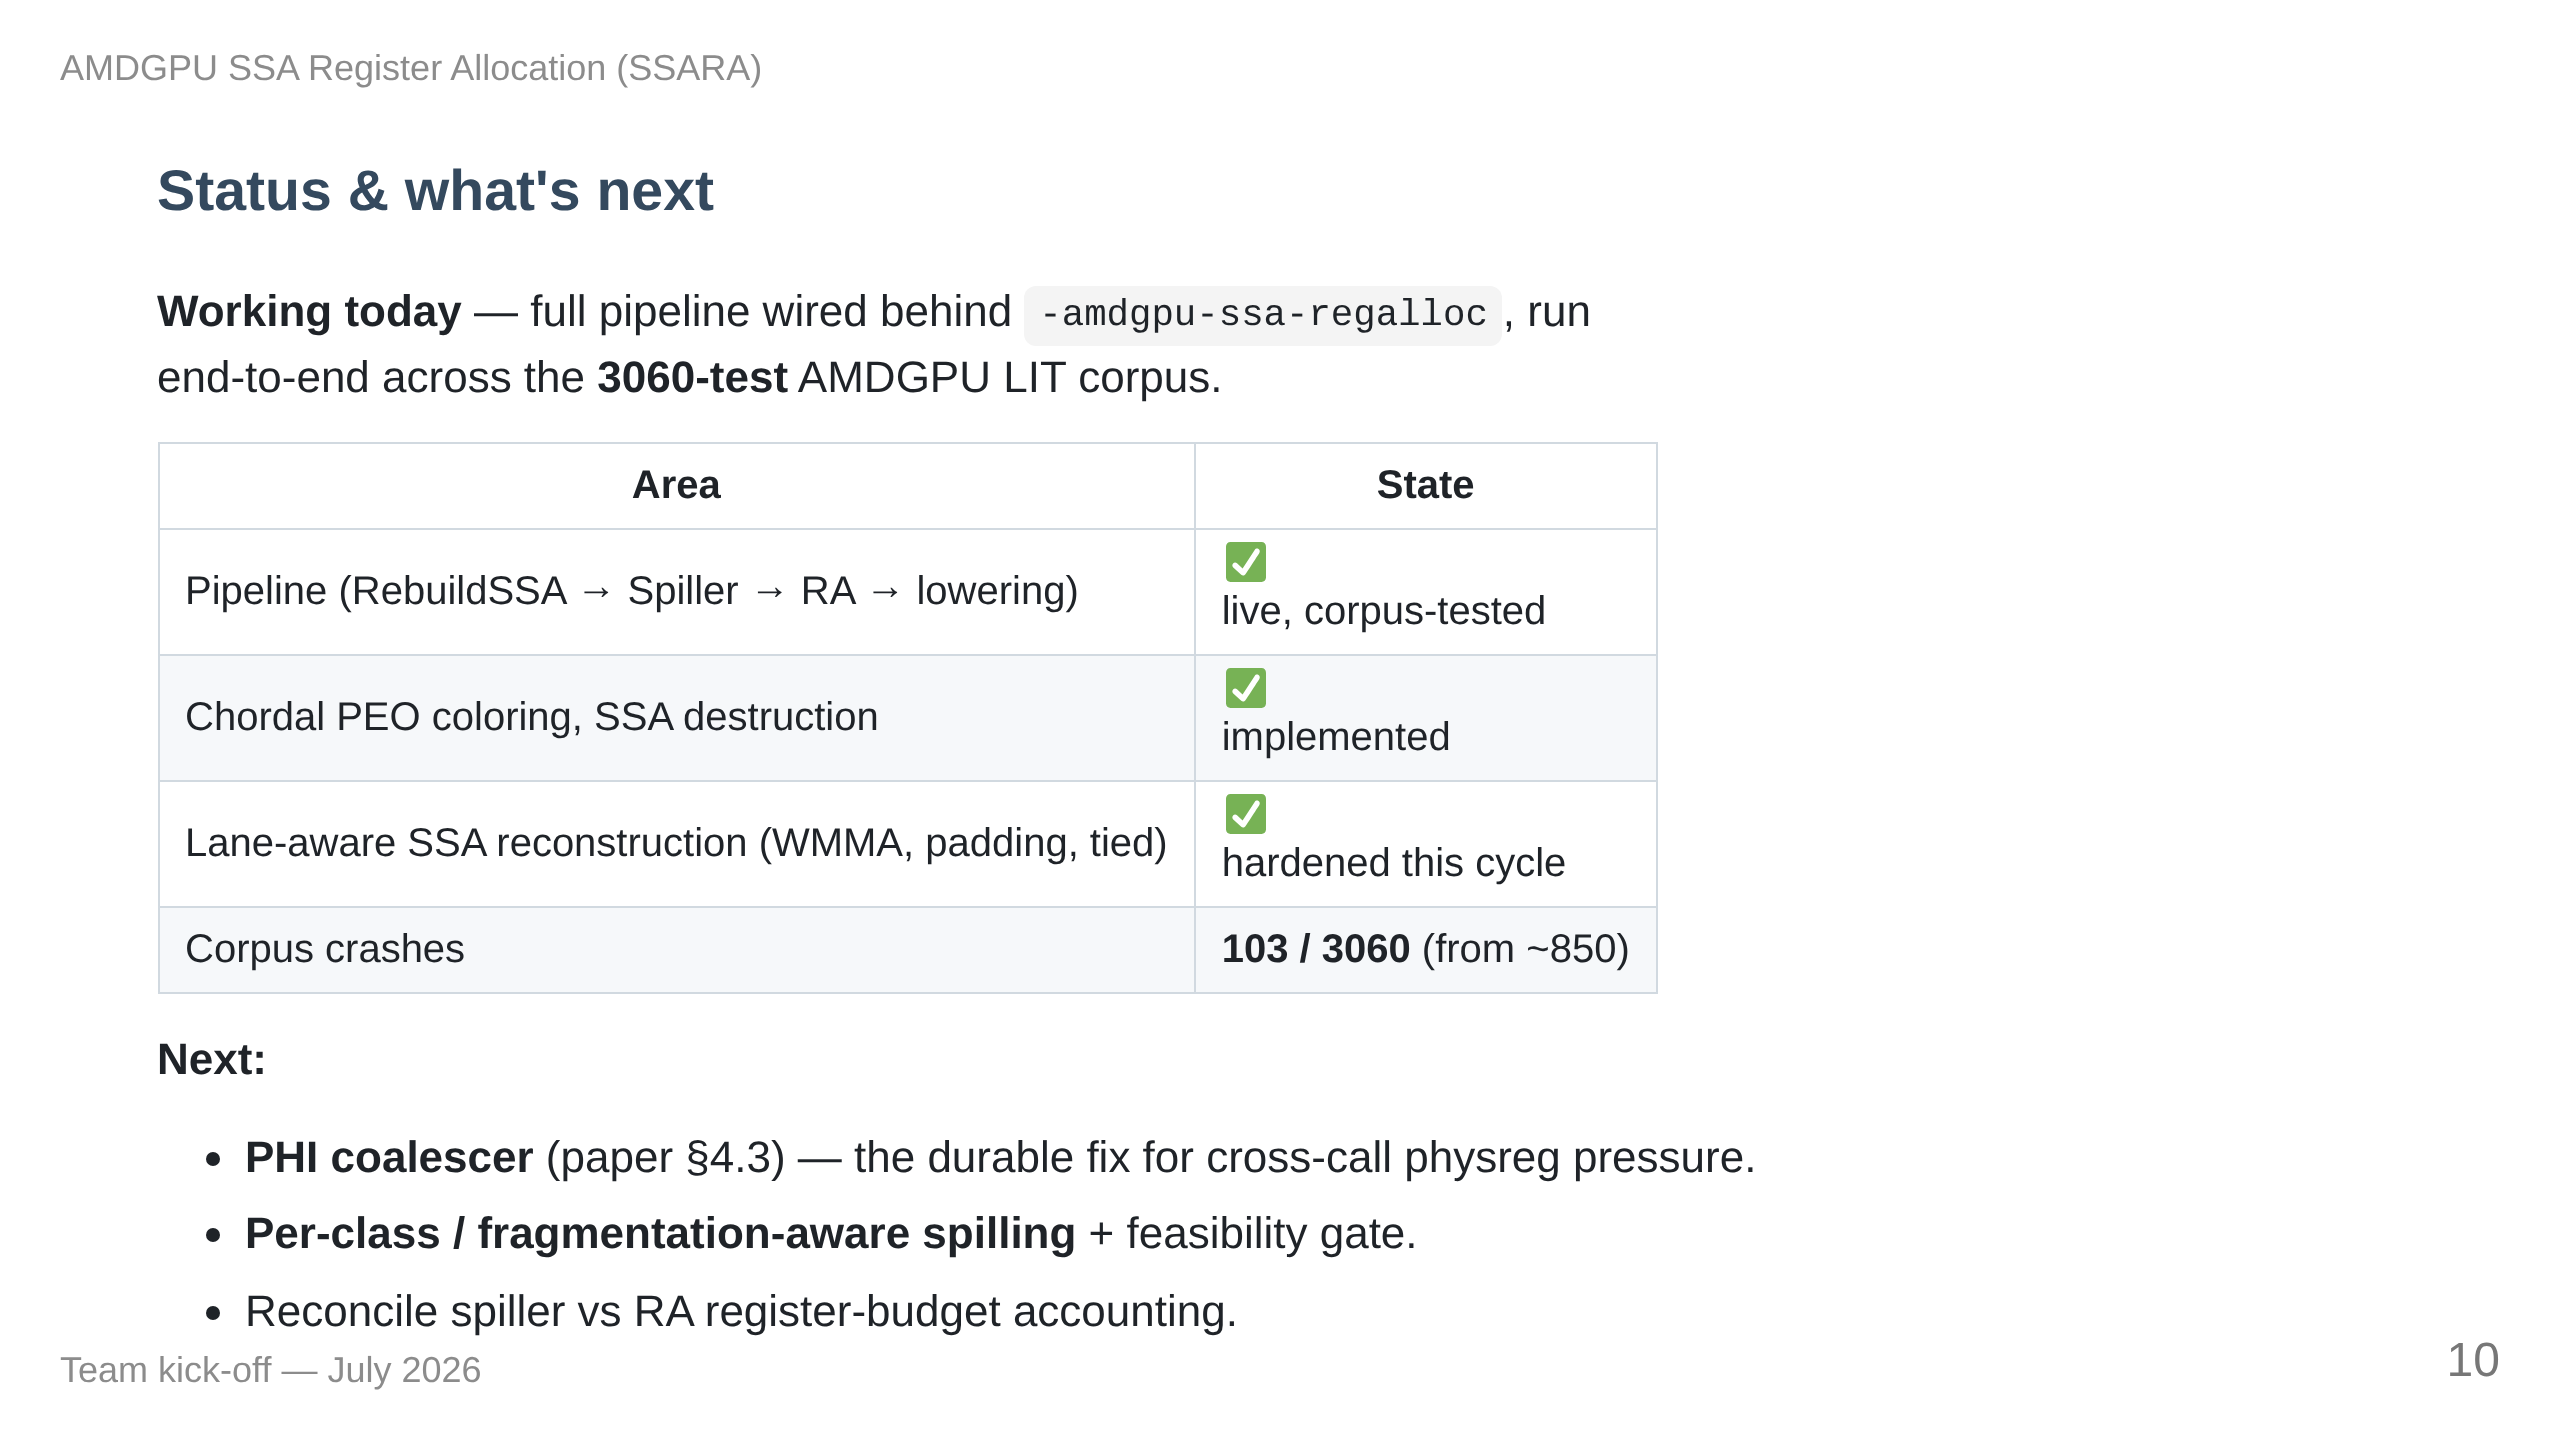 AMDGPU SSA Register Allocation (SSARA)
Status & what's next
Working today — full pipeline wired behind -amdgpu-ssa-regalloc, run
end-to-end across the 3060-test AMDGPU LIT corpus.
Area State
Pipeline (RebuildSSA → Spiller → RA → lowering) ✅
live, corpus-tested
Chordal PEO coloring, SSA destruction ✅
implemented
Lane-aware SSA reconstruction (WMMA, padding, tied) ✅
hardened this cycle
Corpus crashes 103 / 3060 (from ~850)
Next:
• PHI coalescer (paper §4.3) — the durable fix for cross-call physreg pressure.
• Per-class / fragmentation-aware spilling + feasibility gate.
• Reconcile spiller vs RA register-budget accounting.
Team kick-off — July 2026
10